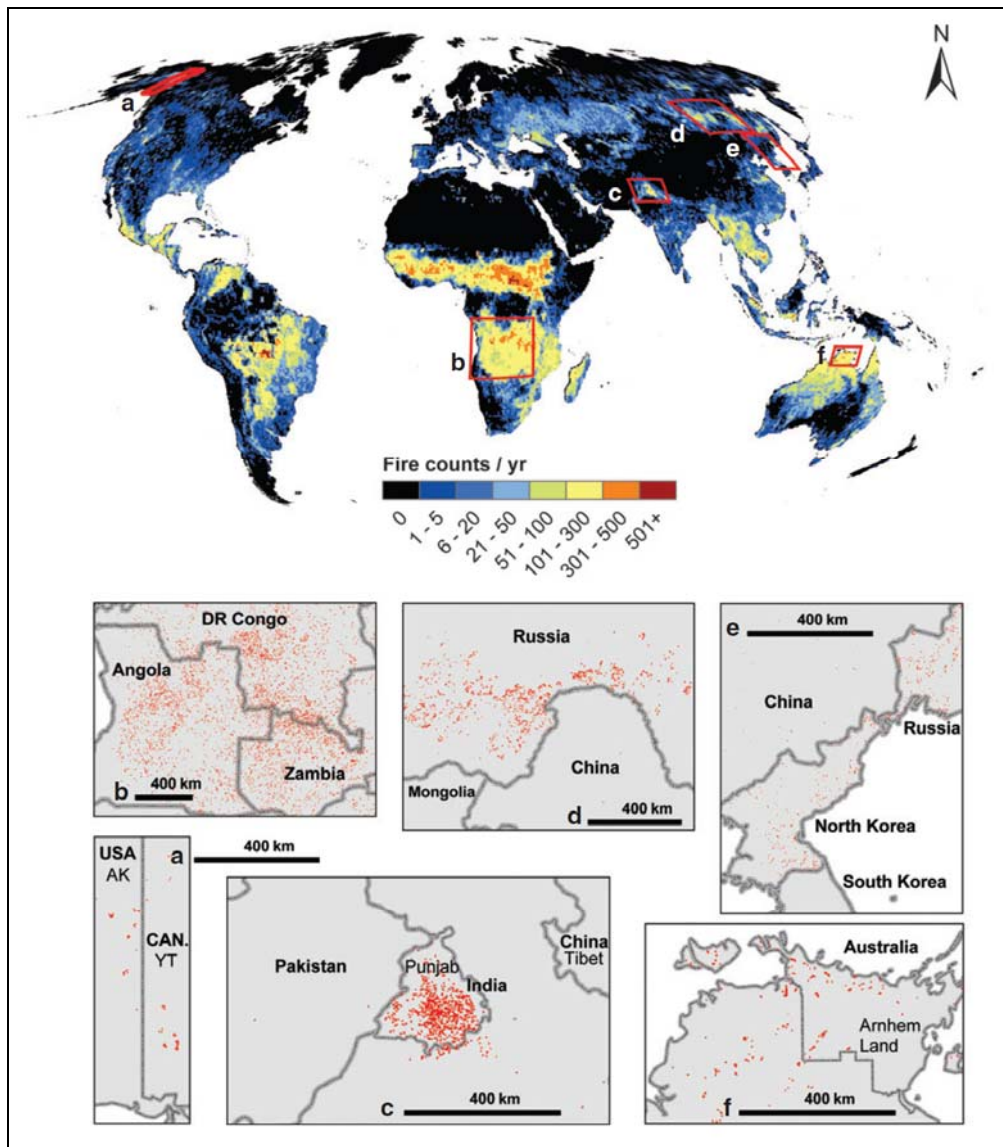 N
a
d
e
c
b
f
Fire counts / yr
0
1 - 5
6 - 20
21 - 50
51 - 100
101 - 300
301 - 500
501+
DR Congo
Angola
Zambia
400 km
b
Russia
China
Mongolia
400 km
d
e
400 km
China
Russia
North Korea
South Korea
USA
AK
a
400 km
CAN.
YT
Pakistan
Punjab
India
China
Tibet
c
400 km
Australia
Arnhem
Land
f
400 km